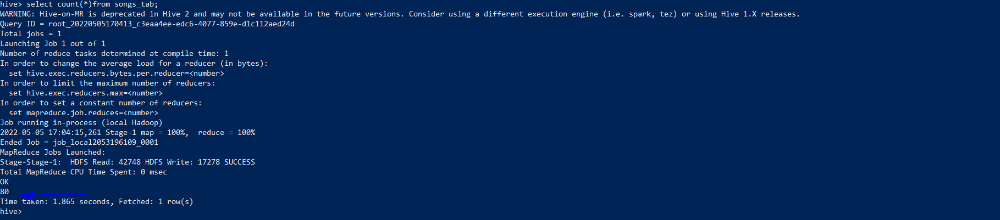 hive> select count(*)from songs_tab;
WARNING: Hive-on-MR is deprecated in Hive 2 and may not be available in the future versions. Consider using a different execution engine (i.e. spark, tez) or using Hive 1.X releases.
Query ID = root_20220505170413_c3eaa4ee-edc6-4077-859e-d1c112aed24d
Total jobs = 1
Launching Job 1 out of 1
Number of reduce tasks determined at compile time: 1
In order to change the average load for a reducer (in bytes):
  set hive.exec.reducers.bytes.per.reducer=<number>
In order to limit the maximum number of reducers:
  set hive.exec.reducers.max=<number>
In order to set a constant number of reducers:
  set mapreduce.job.reduces=<number>
Job running in-process (local Hadoop)
2022-05-05 17:04:15,261 Stage-1 map = 100%,  reduce = 100%
Ended Job = job_local2053196109_0001
MapReduce Jobs Launched:
Stage-Stage-1:  HDFS Read: 42748 HDFS Write: 17278 SUCCESS
Total MapReduce CPU Time Spent: 0 msec
OK
80
Time taken: 1.865 seconds, Fetched: 1 row(s)
hive>